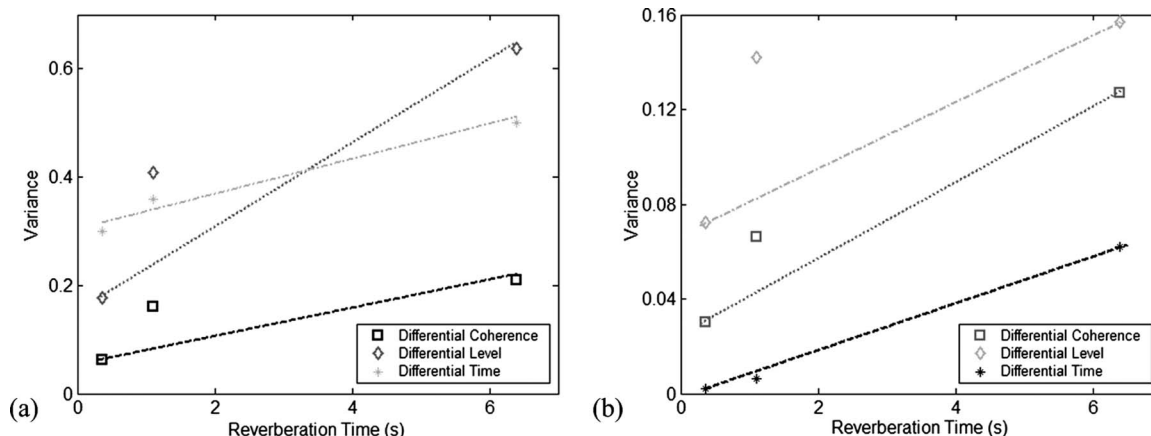 0.6
0.4
0.2
0
Variance
0 2 4 6
Reverberation Time (s)
Differential Coherence
Differential Level
Differential Time
(a)
0.16
0.12
0.08
0.04
0
Variance
0 2 4 6
Reverberation Time (s)
Differential Coherence
Differential Level
Differential Time
(b)